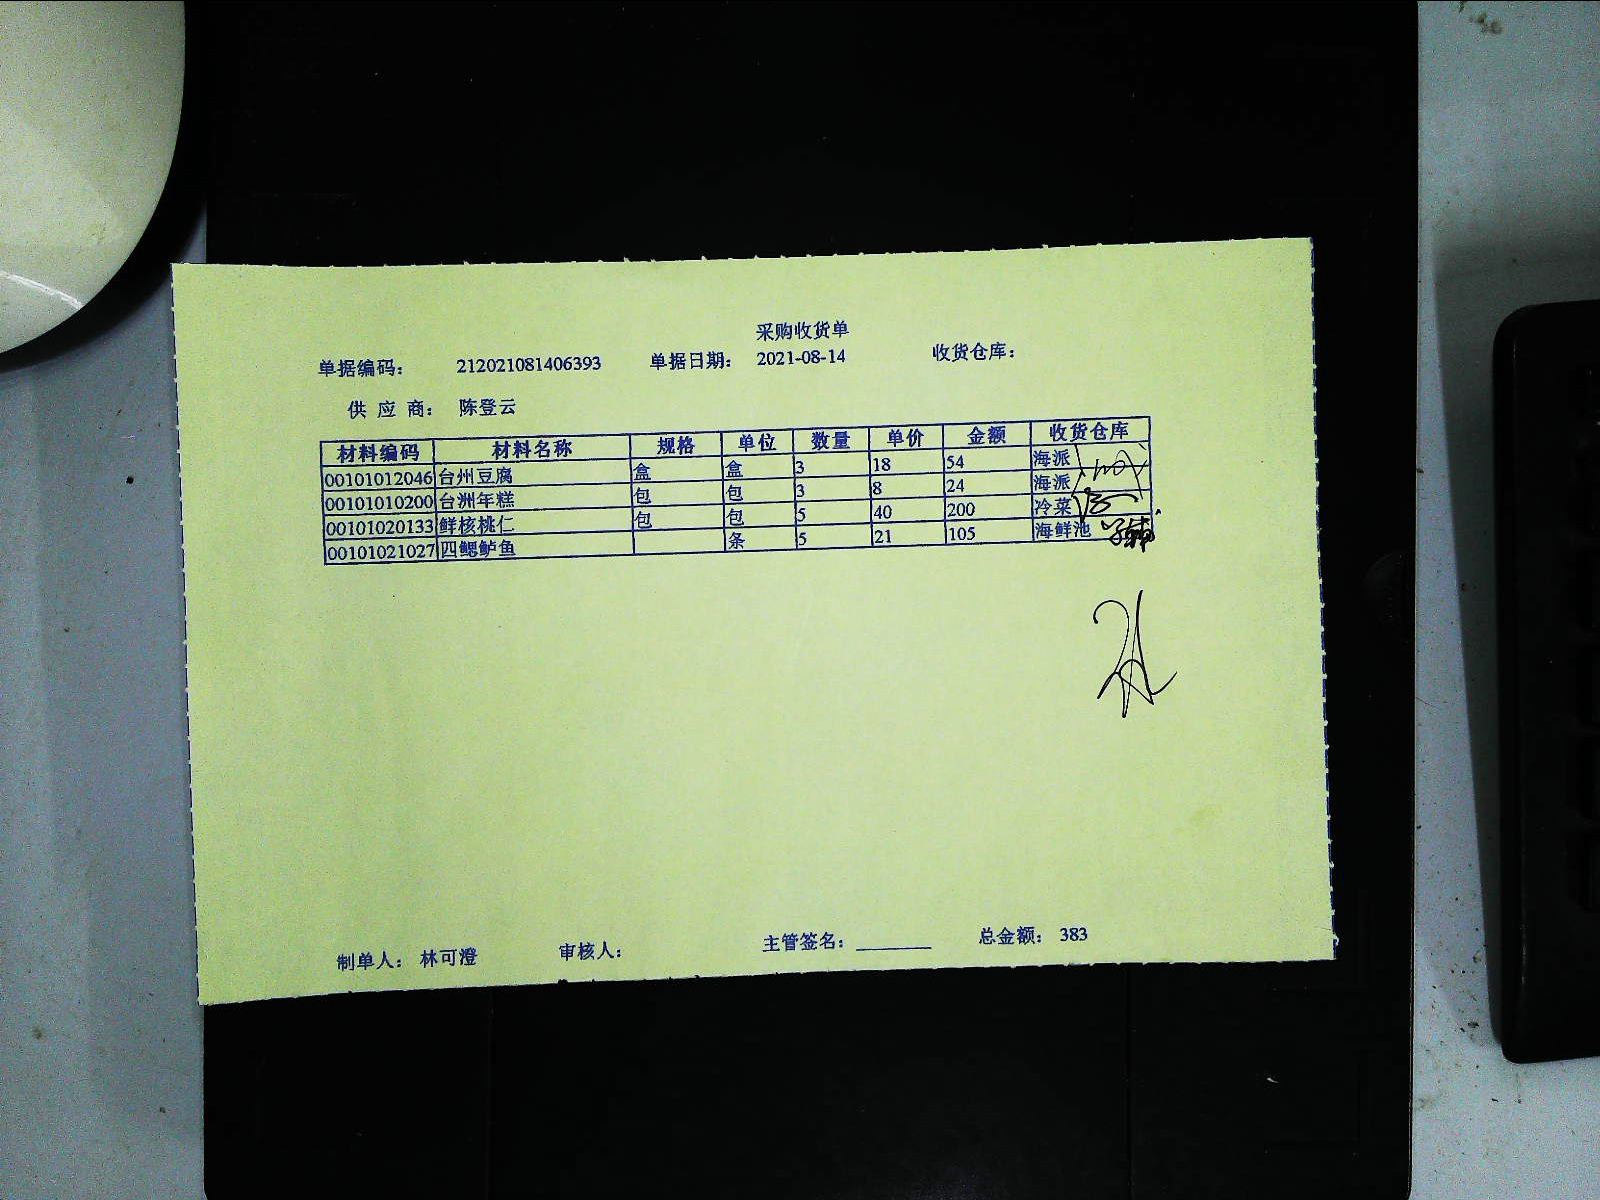 采购收货单
单据编码： 212021081406393 单据日期： 2021-08-14 收货仓库：
供 应 商： 陈登云
材料编码 材料名称 规格 单位 数量 单价 金额 收货仓库
00101012046 台州豆腐 盒 盒 3 18 54 海派
00101010200 台洲年糕 包 包 3 8 24 海派
00101020133 鲜核桃仁 包 包 5 40 200 冷菜
00101021027 四鳃鲈鱼 条 5 21 105 海鲜池
制单人： 林可澄 审核人： 主管签名： 总金额： 383